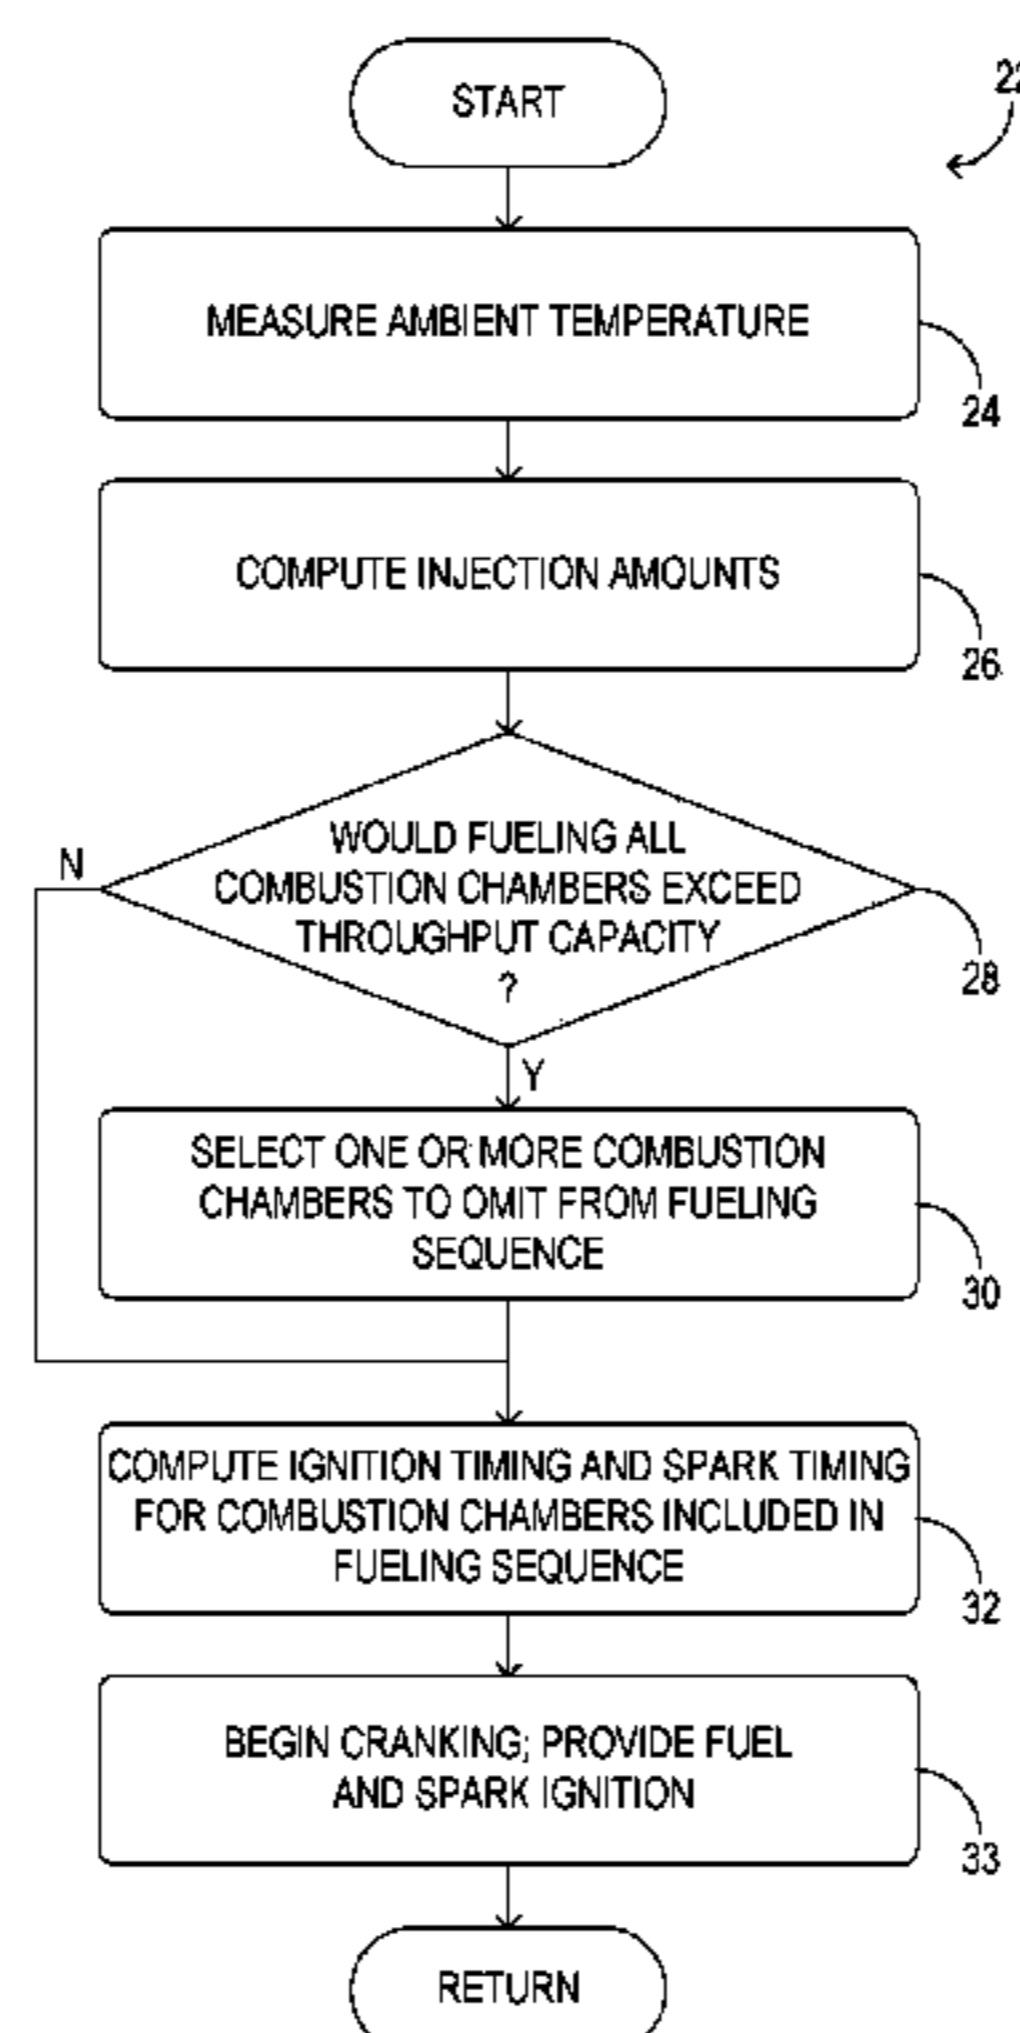 START
22
MEASURE AMBIENT TEMPERATURE
24
COMPUTE INJECTION AMOUNTS
26
WOULD FUELING ALL
COMBUSTION CHAMBERS EXCEED
THROUGHPUT CAPACITY
?
N
28
Y
SELECT ONE OR MORE COMBUSTION
CHAMBERS TO OMIT FROM FUELING
SEQUENCE
30
COMPUTE IGNITION TIMING AND SPARK TIMING
FOR COMBUSTION CHAMBERS INCLUDED IN
FUELING SEQUENCE
32
BEGIN CRANKING; PROVIDE FUEL
AND SPARK IGNITION
33
RETURN